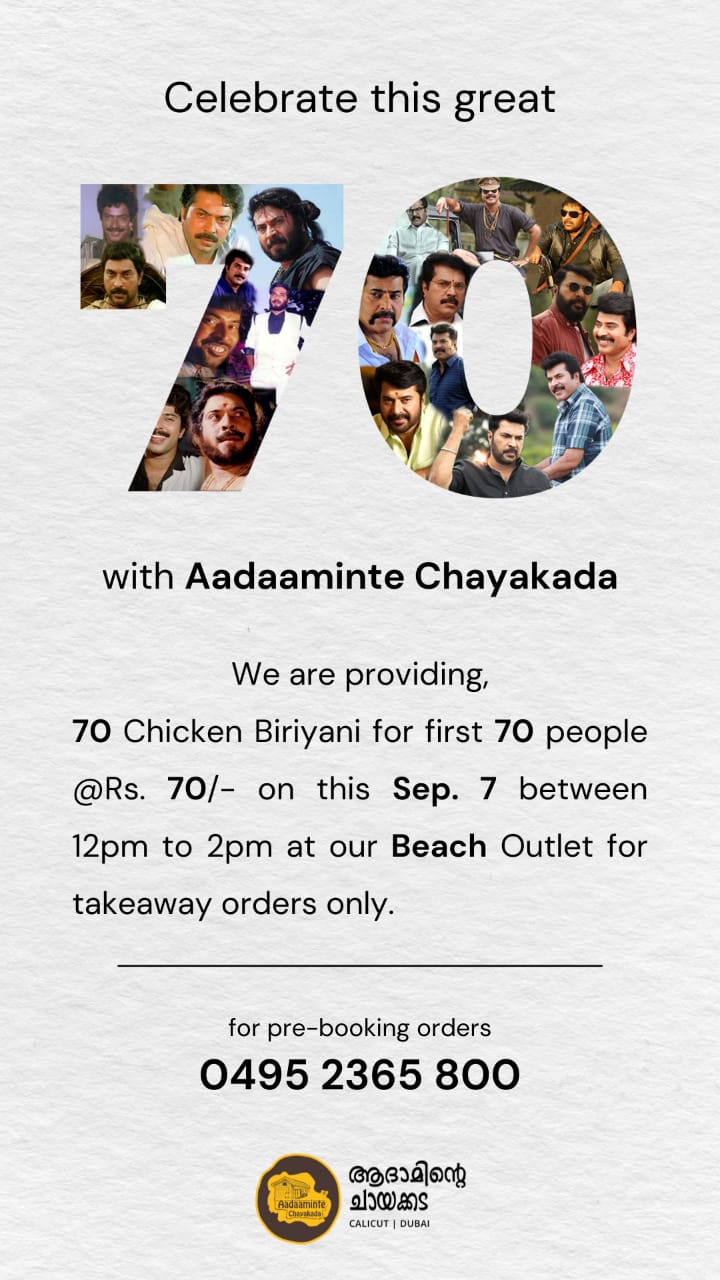 Celebrate this great
70
with Aadaaminte Chayakada
We are providing,
70 Chicken Biriyani for first 70 people
@Rs. 70/- on this Sep. 7 between
12pm to 2pm at our Beach Outlet for
takeaway orders only.
for pre-booking orders
0495 2365 800
Aadaaminte
Chayakada
ആദാമിന്റെ
ചായക്കട
CALICUT | DUBAI